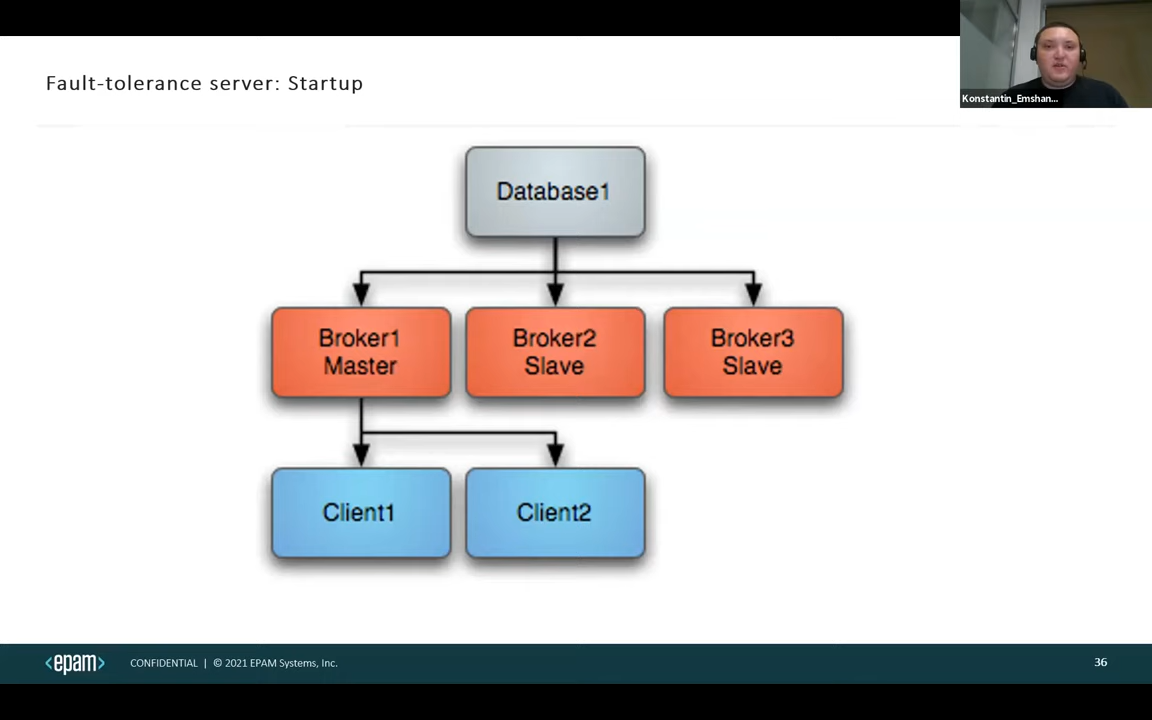 Fault-tolerance server: Startup
Konstantin_Emshan...
Database1
Broker1
Master
Broker2
Slave
Broker3
Slave
Client1
Client2
<epam> CONFIDENTIAL | © 2021 EPAM Systems, Inc. 36